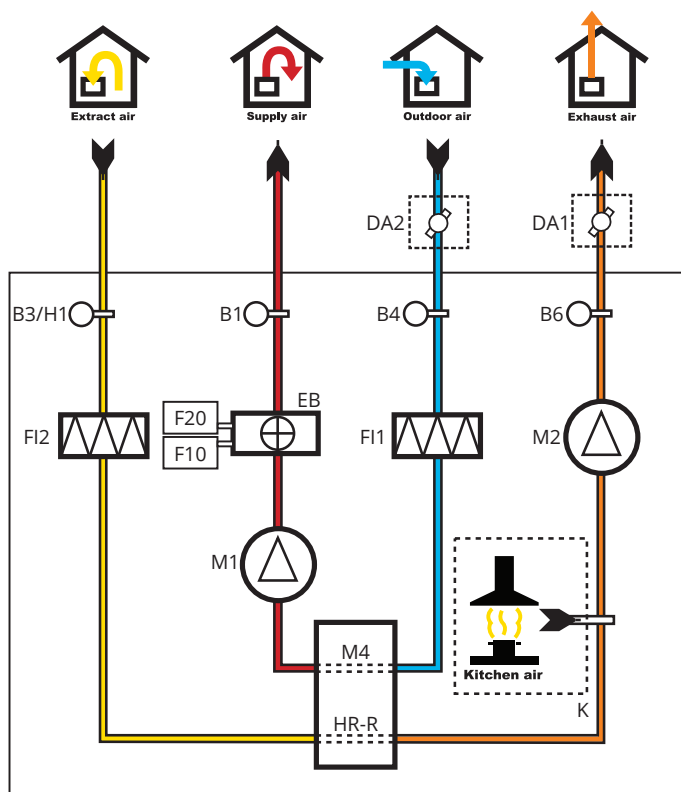 Extract air
Supply air
Outdoor air
Exhaust air
DA2
DA1
B3/H1
B1
B4
B6
EB
F20
F10
FI2
FI1
M2
M1
M4
HR-R
Kitchen air
K